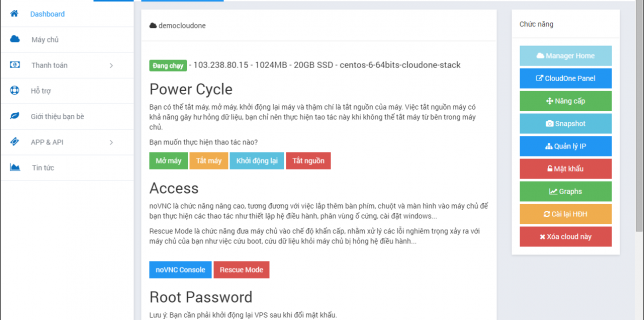 Dashboard
Máy chủ
Thanh toán
Hỗ trợ
Giới thiệu bạn bè
APP & API
Tin tức
democloudone
Đang chạy - 103.238.80.15 - 1024MB - 20GB SSD - centos-6-64bits-cloudone-stack
Power Cycle
Bạn có thể tắt máy, mở máy, khởi động lại máy và thậm chí là tắt nguồn của máy. Việc tắt nguồn máy có
khả năng gây hư hỏng dữ liệu, bạn chỉ nên thực hiện tao tác này khi không thể tắt máy từ bên trong máy
chủ.
Bạn muốn thực hiện thao tác nào?
Mở máy Tắt máy Khởi động lại Tắt nguồn
Access
noVNC là chức năng nâng cao, tương đương với việc lắp thêm bàn phím, chuột và màn hình vào máy chủ để
bạn thực hiện các thao tác như thiết lập hệ điều hành, phân vùng ổ cứng, cài đặt windows...
Rescue Mode là chức năng đưa máy chủ vào chế độ khẩn cấp, nhằm xử lý các lỗi nghiêm trọng xảy ra với
máy chủ của bạn như việc cứu boot, cứu dữ liệu khỏi máy chủ bị hỏng hệ điều hành...
noVNC Console Rescue Mode
Root Password
Lưu ý: Bạn cần phải khởi động lại VPS sau khi đổi mật khẩu.
Chức năng
Manager Home
CloudOne Panel
Nâng cấp
Snapshot
Quản lý IP
Mật khẩu
Graphs
Cài lại HĐH
Xóa cloud này